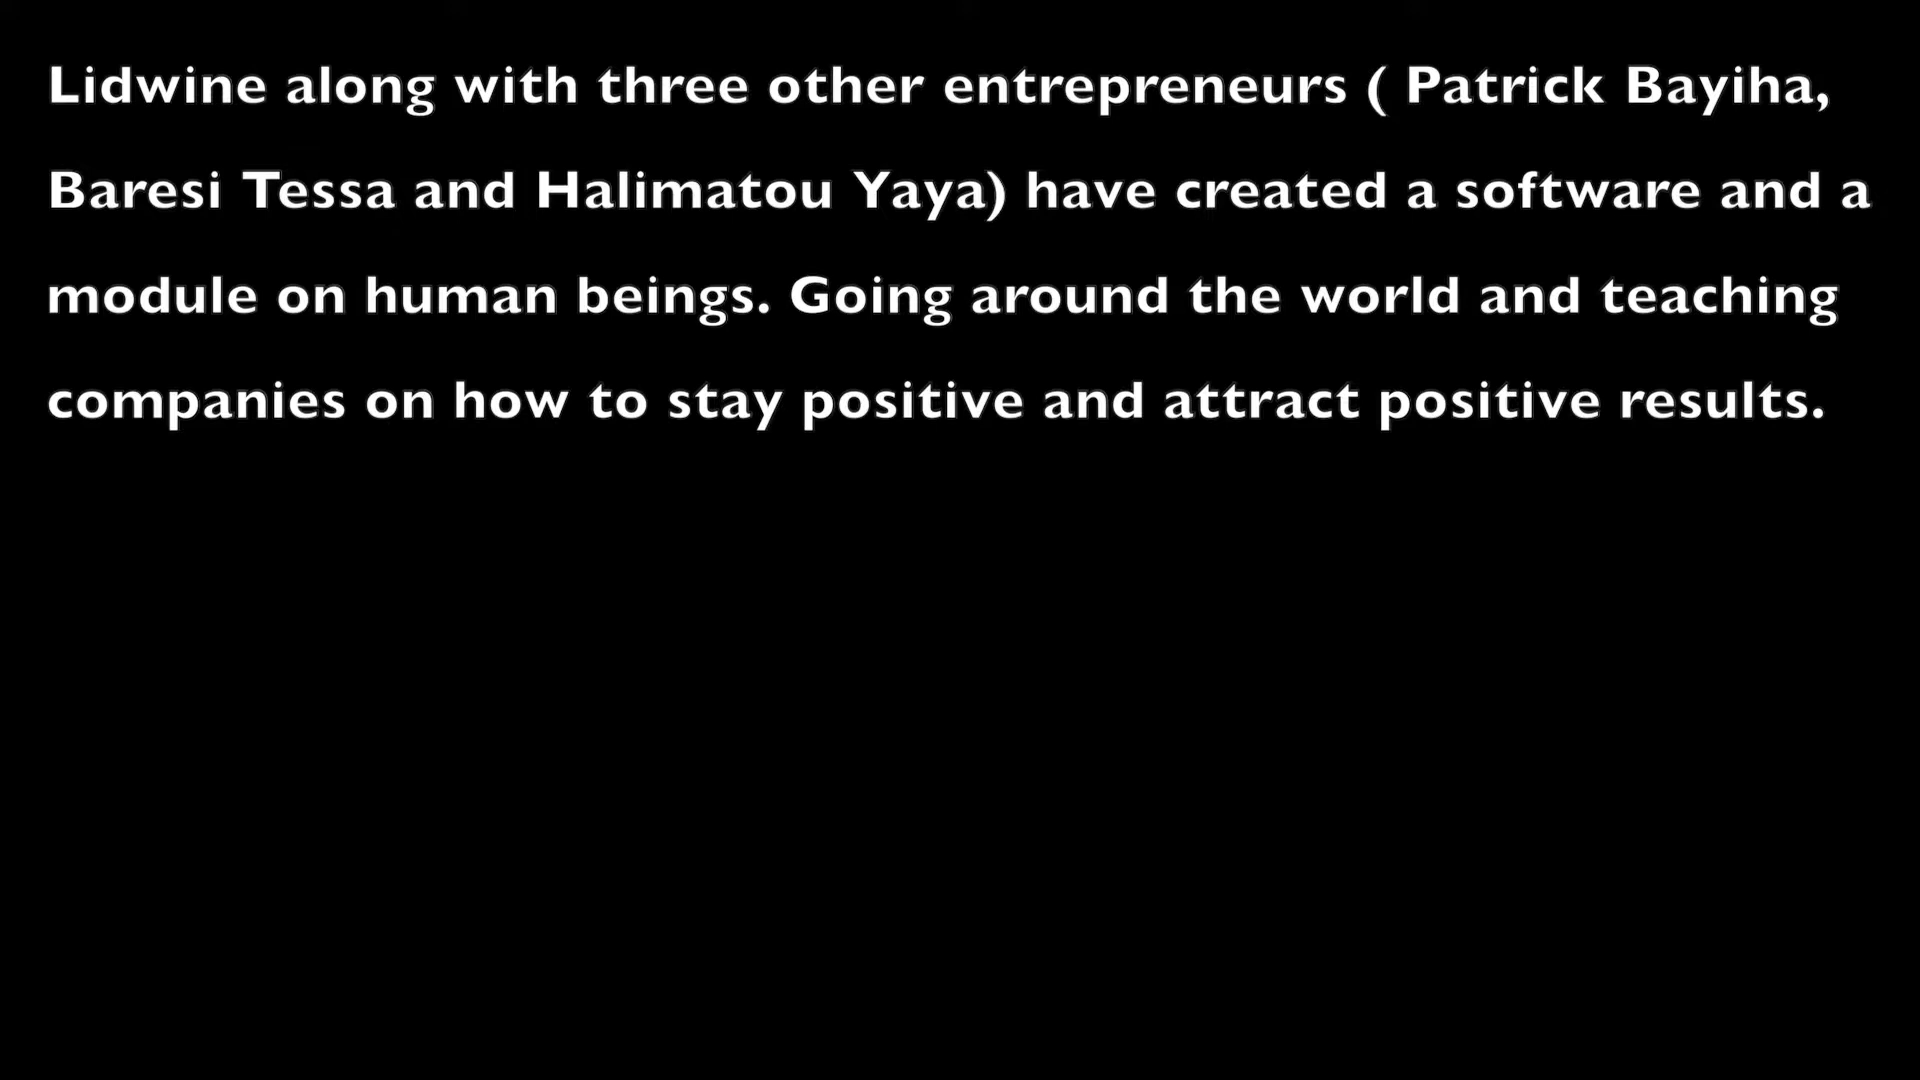 Lidwine along with three other entrepreneurs ( Patrick Bayiha,
Baresi Tessa and Halimatou Yaya) have created a software and a
module on human beings. Going around the world and teaching
companies on how to stay positive and attract positive results.